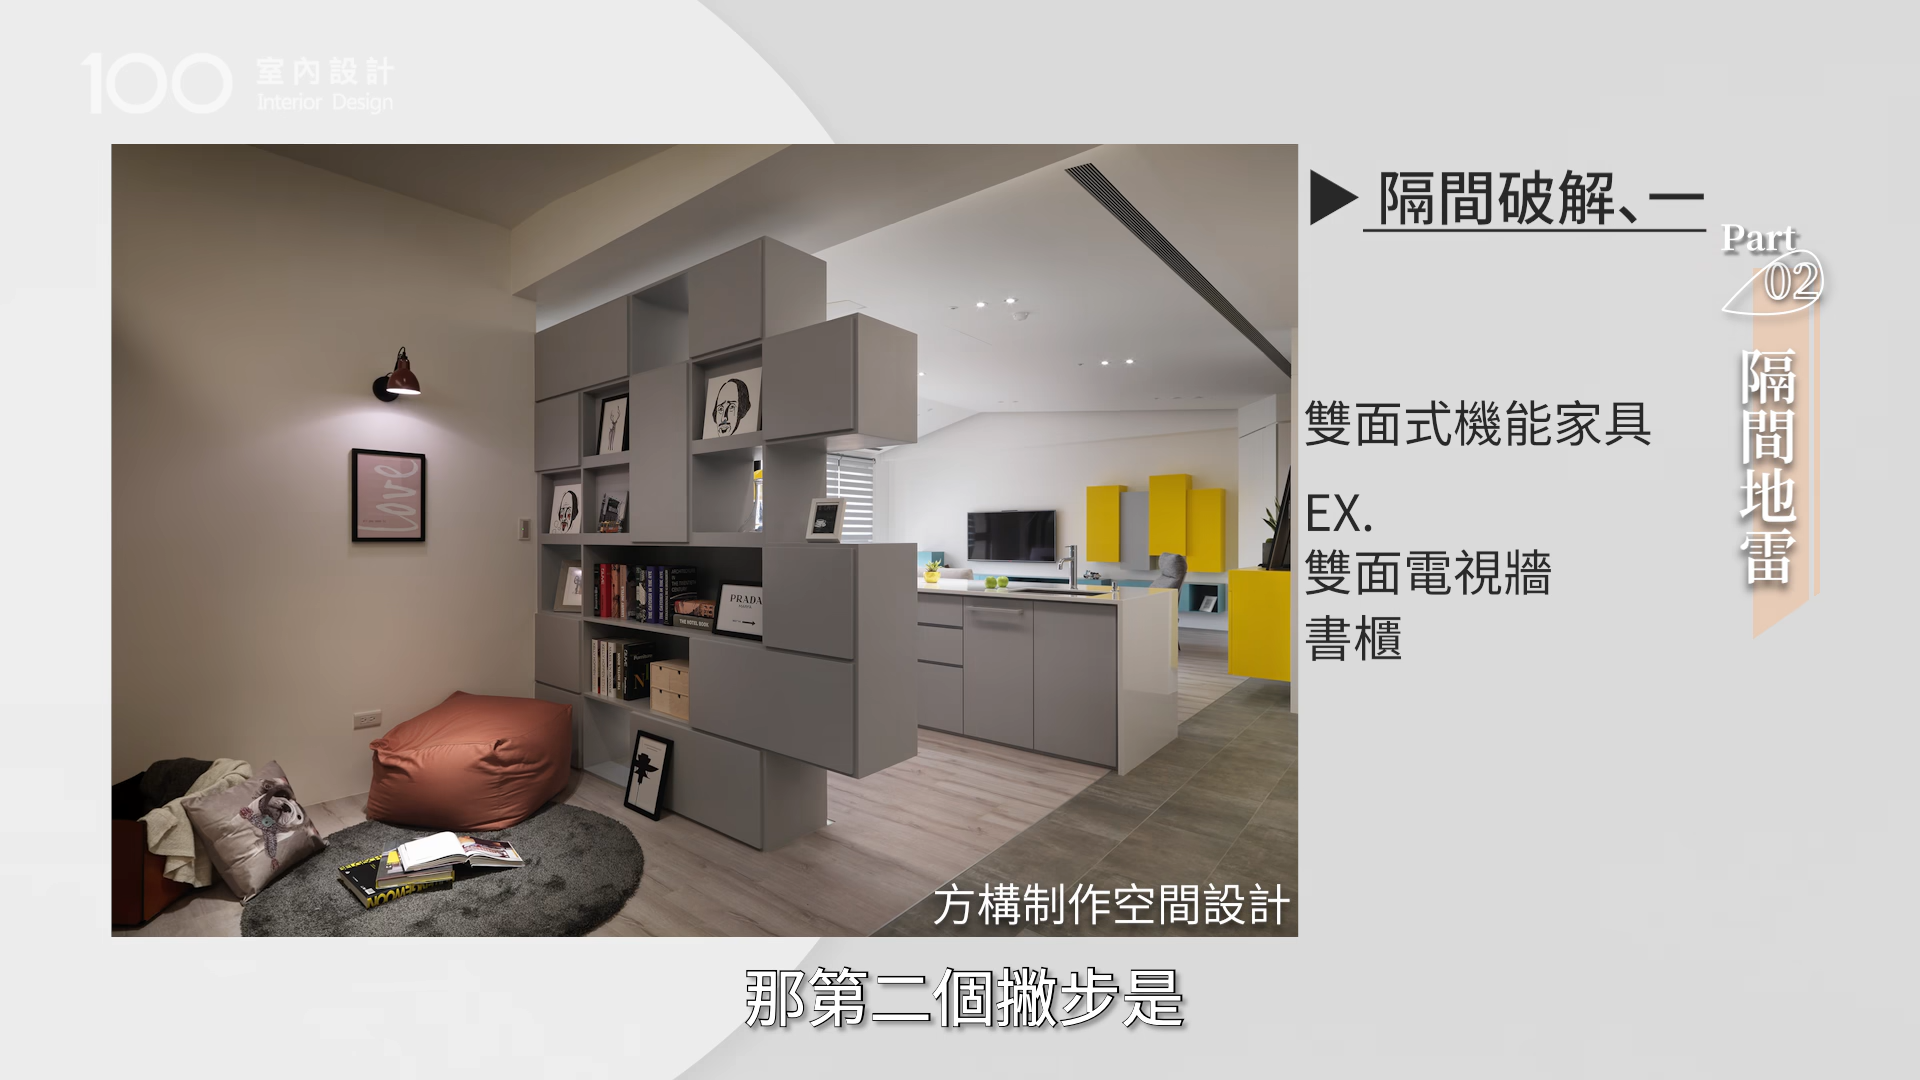 100 室內設計
Interior Design
隔間破解、一
Part
02
隔間地雷
雙面式機能家具
EX.
雙面電視牆
書櫃
love
PRADA
方構制作空間設計
那第二個撇步是